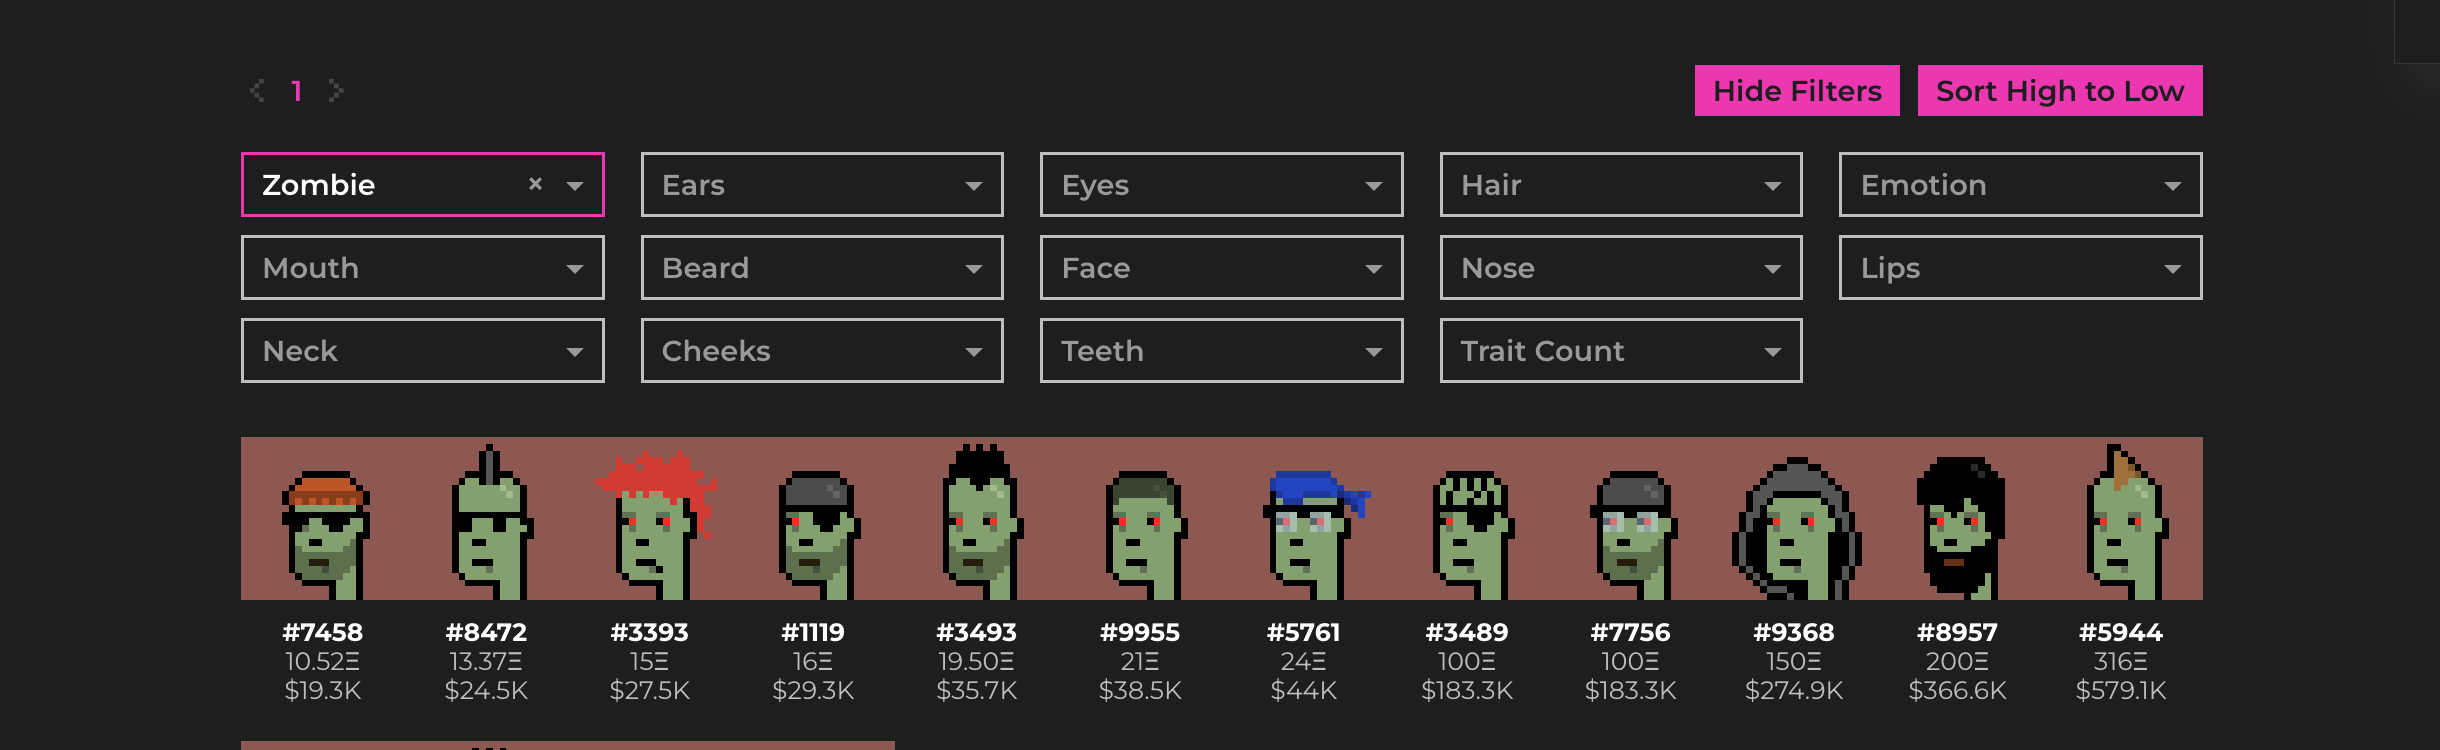 1
Hide Filters
Sort High to Low
Zombie ×
Ears
Eyes
Hair
Emotion
Mouth
Beard
Face
Nose
Lips
Neck
Cheeks
Teeth
Trait Count
#7458 #8472 #3393 #1119 #3493 #9955 #5761 #3489 #7756 #9368 #8957 #5944
10.52Ξ 13.37Ξ 15Ξ 16Ξ 19.50Ξ 21Ξ 24Ξ 100Ξ 100Ξ 150Ξ 200Ξ 316Ξ
$19.3K $24.5K $27.5K $29.3K $35.7K $38.5K $44K $183.3K $183.3K $274.9K $366.6K $579.1K